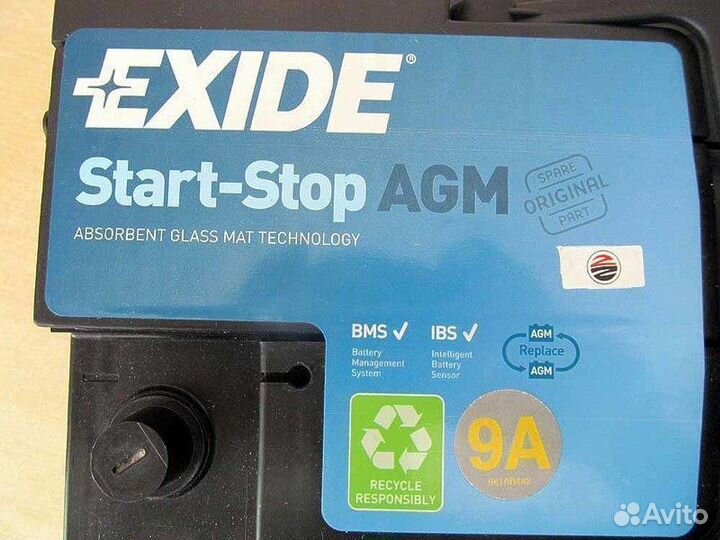 EXIDE®
Start-Stop AGM
ABSORBENT GLASS MAT TECHNOLOGY
SPARE
ORIGINAL
PART
BMS ✓
Battery
Management
System
IBS ✓
Intelligent
Battery
Sensor
AGM
Replace
AGM
RECYCLE
RESPONSIBLY
9A
Avito